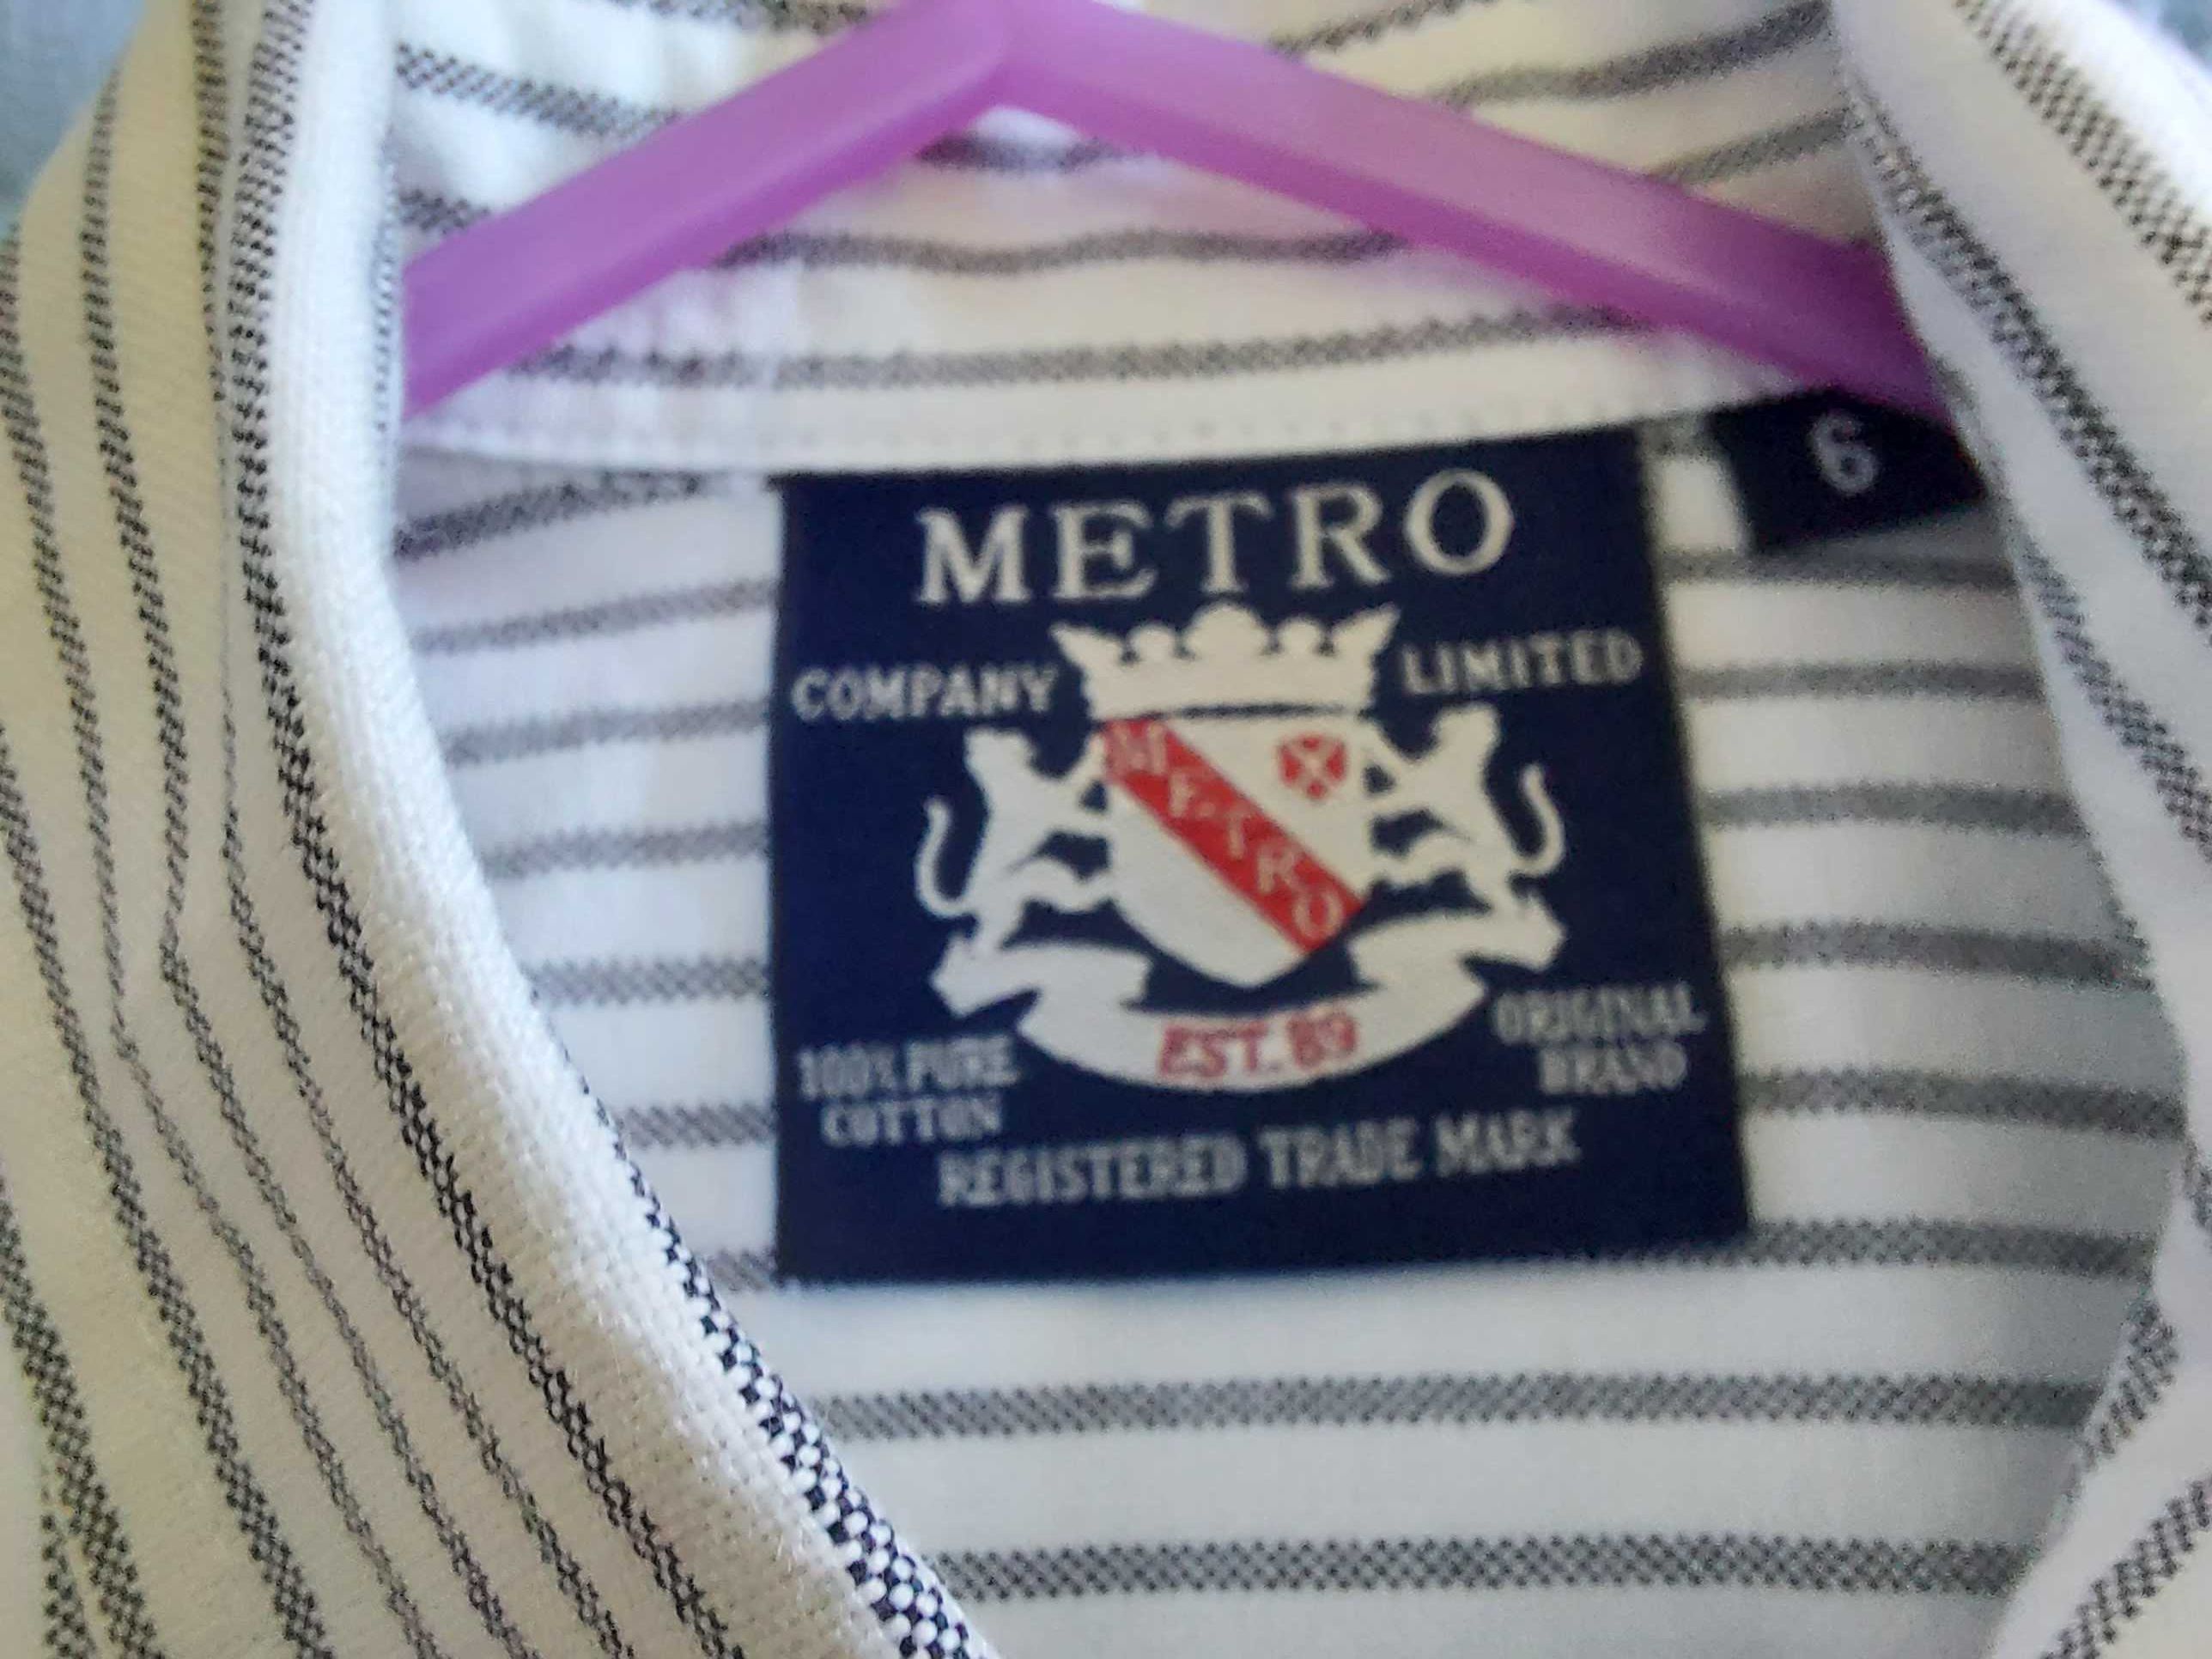 METRO
6
COMPANY LIMITED
METRO
EST. 89
100% PURE
COTTON
ORIGINAL
BRAND
REGISTERED TRADE MARK